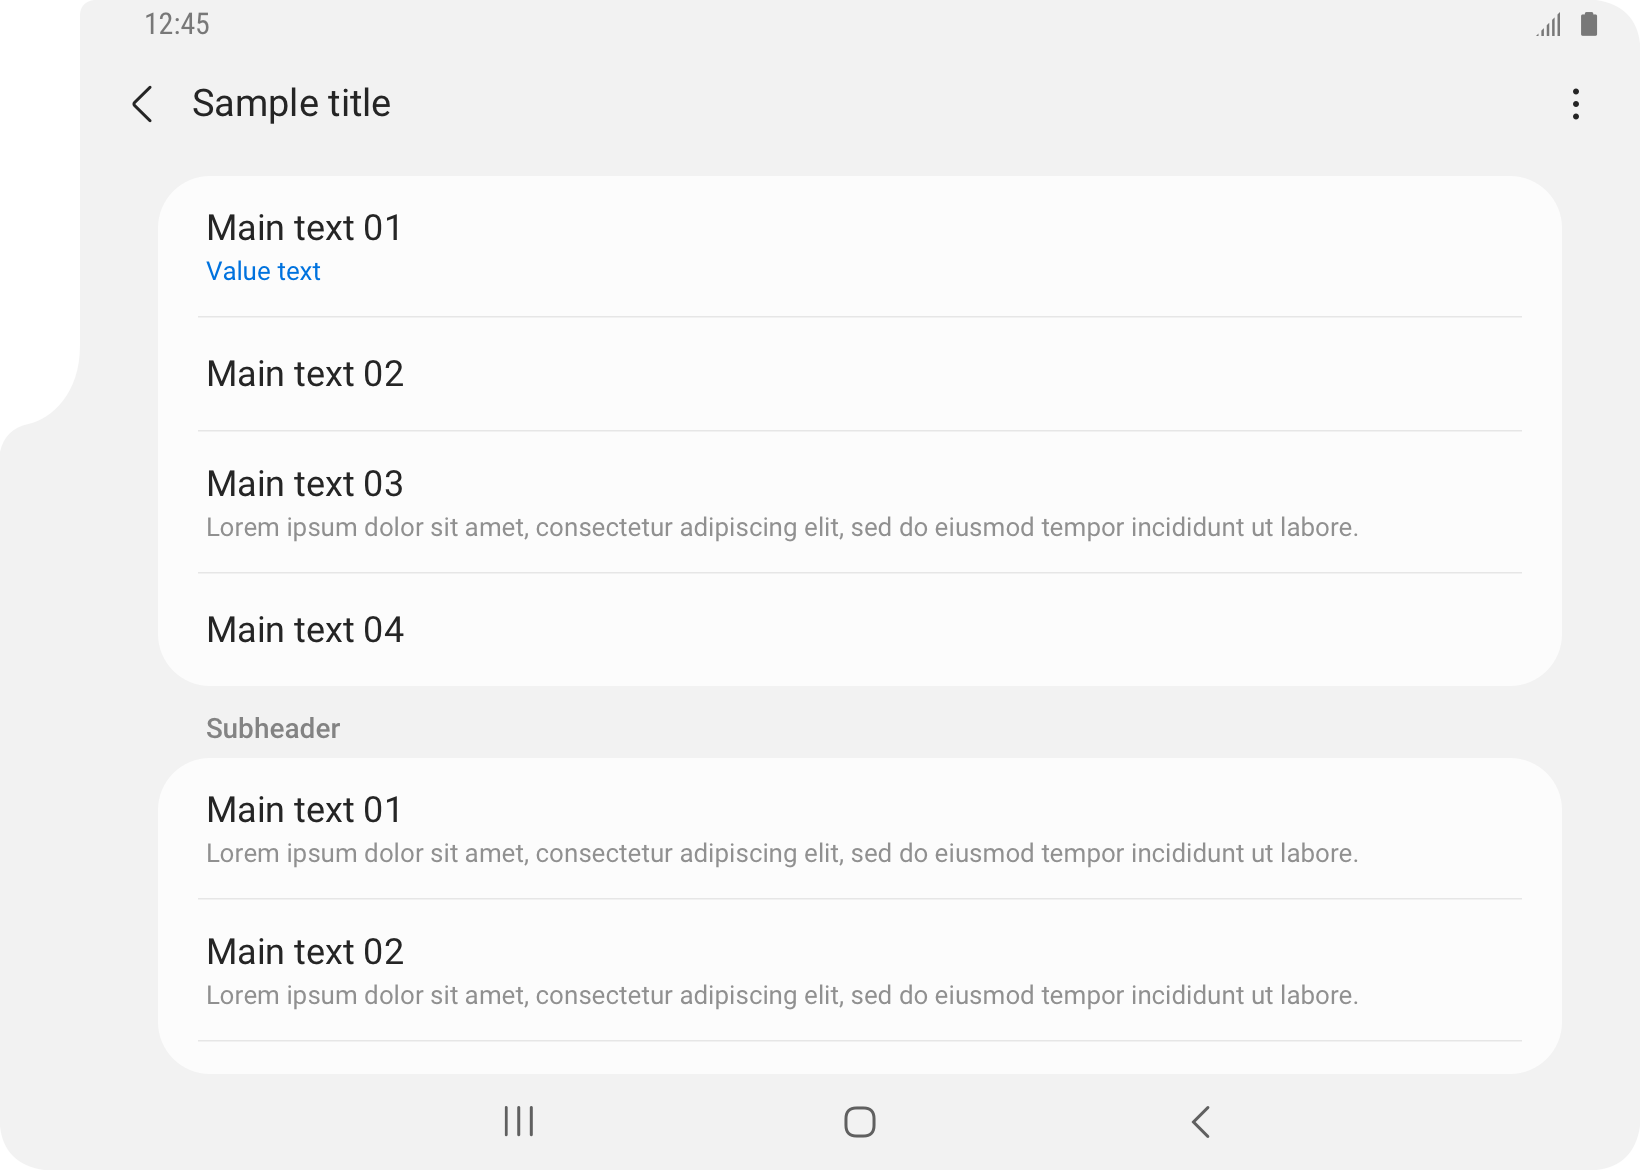 12:45
Sample title
Main text 01
Value text
Main text 02
Main text 03
Lorem ipsum dolor sit amet, consectetur adipiscing elit, sed do eiusmod tempor incididunt ut labore.
Main text 04
Subheader
Main text 01
Lorem ipsum dolor sit amet, consectetur adipiscing elit, sed do eiusmod tempor incididunt ut labore.
Main text 02
Lorem ipsum dolor sit amet, consectetur adipiscing elit, sed do eiusmod tempor incididunt ut labore.